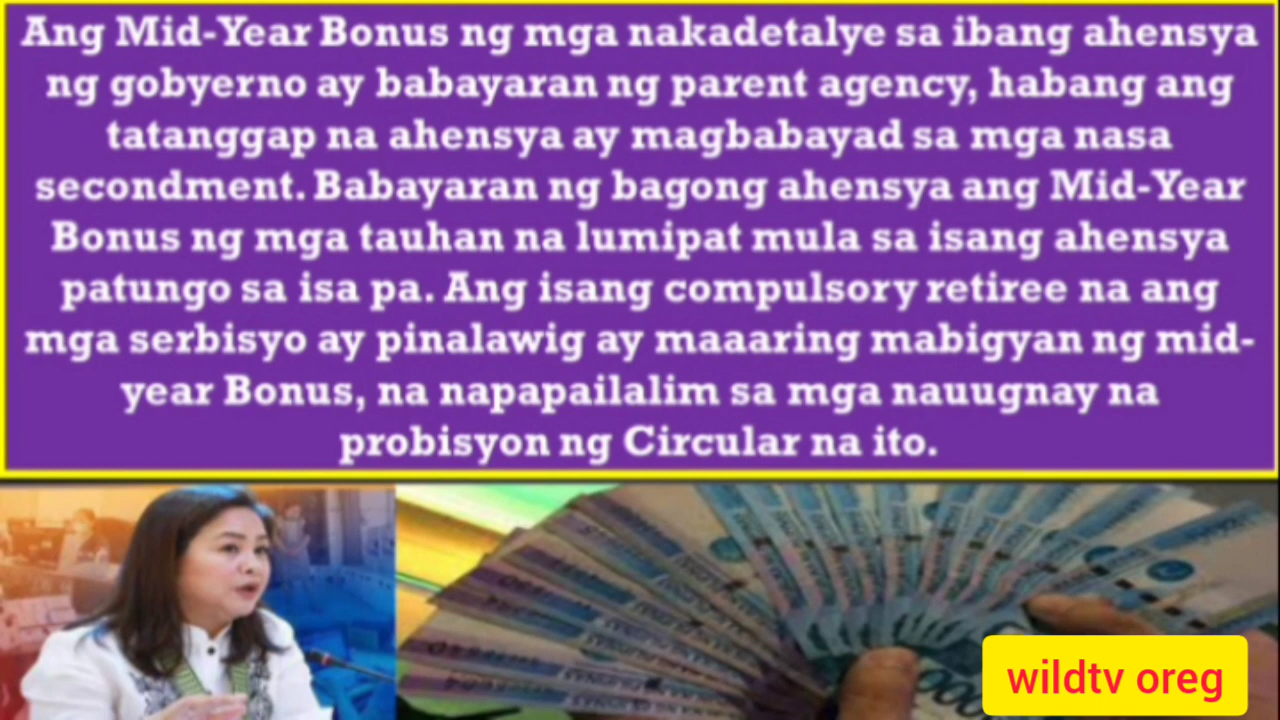 Ang Mid-Year Bonus ng mga nakadetalye sa ibang ahensya
ng gobyerno ay babayaran ng parent agency, habang ang
tatanggap na ahensya ay magbabayad sa mga nasa
secondment. Babayaran ng bagong ahensya ang Mid-Year
Bonus ng mga tauhan na lumipat mula sa isang ahensya
patungo sa isa pa. Ang isang compulsory retiree na ang
mga serbisyo ay pinalawig ay maaaring mabigyan ng mid-
year Bonus, na napapailalim sa mga nauugnay na
probisyon ng Circular na ito.
wildtv oreg